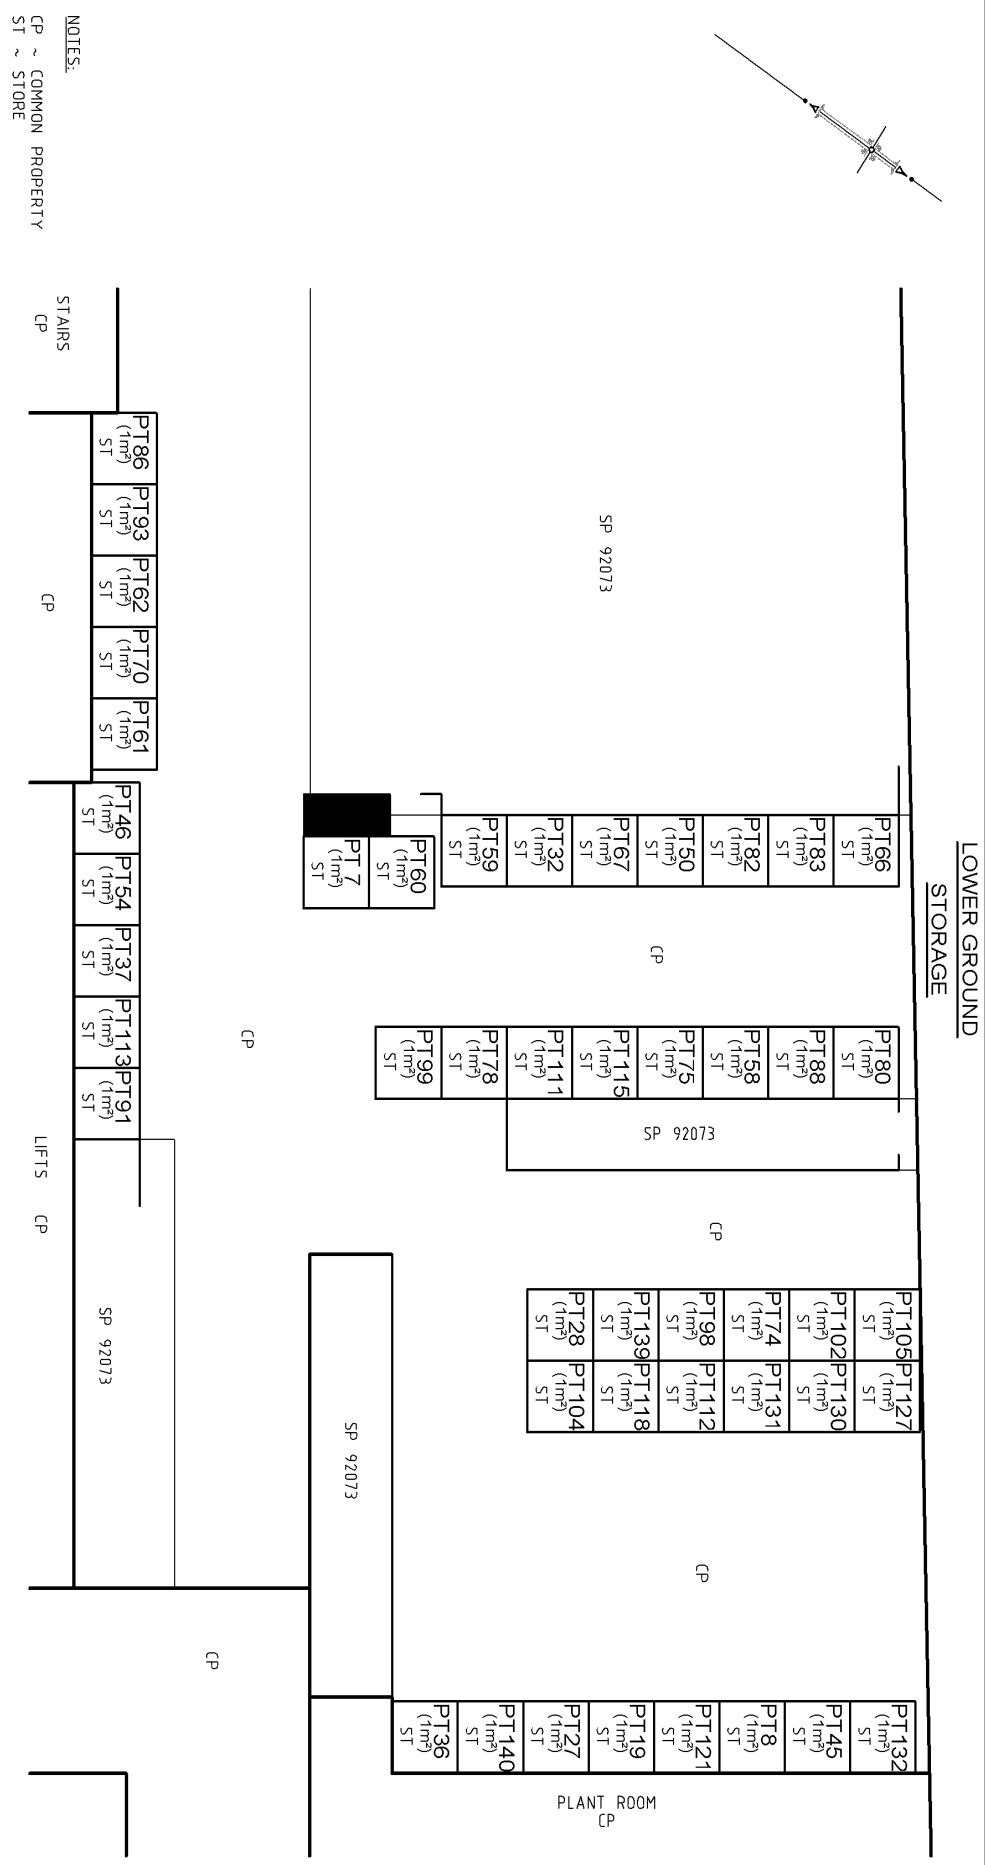 LOWER GROUND
STORAGE
PT66
(1m²)
ST
PT83
(1m²)
ST
PT82
(1m²)
ST
PT50
(1m²)
ST
PT67
(1m²)
ST
PT32
(1m²)
ST
PT59
(1m²)
ST
PT60
(1m²)
ST
PT 7
(1m²)
ST
SP 92073
CP
PT80
(1m²)
ST
PT88
(1m²)
ST
PT58
(1m²)
ST
PT75
(1m²)
ST
PT115
(1m²)
ST
PT111
(1m²)
ST
PT78
(1m²)
ST
PT99
(1m²)
ST
SP 92073
CP
PT105
(1m²)
ST
PT102
(1m²)
ST
PT74
(1m²)
ST
PT98
(1m²)
ST
PT139
(1m²)
ST
PT28
(1m²)
ST
PT127
(1m²)
ST
PT130
(1m²)
ST
PT131
(1m²)
ST
PT112
(1m²)
ST
PT118
(1m²)
ST
PT104
(1m²)
ST
CP
PT132
(1m²)
ST
PT45
(1m²)
ST
PT8
(1m²)
ST
PT121
(1m²)
ST
PT19
(1m²)
ST
PT27
(1m²)
ST
PT140
(1m²)
ST
PT36
(1m²)
ST
PLANT ROOM
CP
SP 92073
CP
CP
PT86
(1m²)
ST
PT93
(1m²)
ST
PT62
(1m²)
ST
PT70
(1m²)
ST
PT61
(1m²)
ST
PT46
(1m²)
ST
PT54
(1m²)
ST
PT37
(1m²)
ST
PT113
(1m²)
ST
PT91
(1m²)
ST
SP 92073
STAIRS
CP
CP
LIFTS CP
NOTES:
CP ~ COMMON PROPERTY
ST ~ STORE